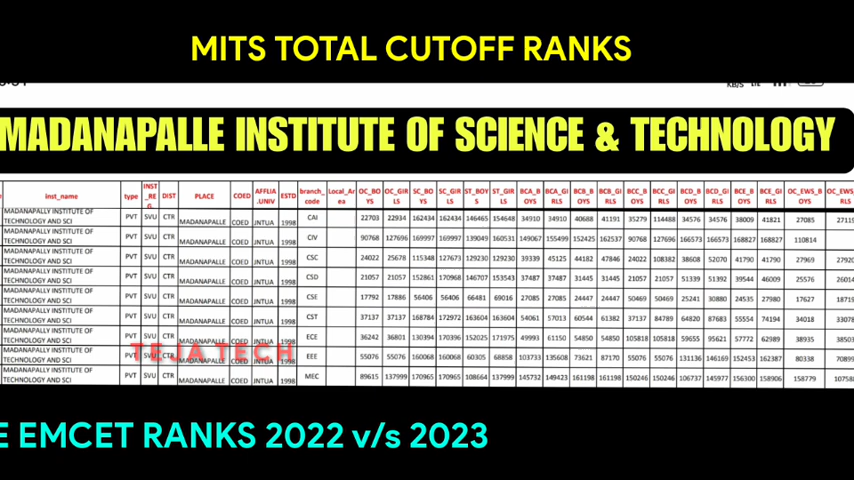 MITS TOTAL CUTOFF RANKS
KB/S LTE
MADANAPALLE INSTITUTE OF SCIENCE & TECHNOLOGY
inst_name type INST_REG. DIST PLACE COED AFFLIA.UNIV ESTD branch_code Local_Area OC_BOYS OC_GIRLS SC_BOYS SC_GIRLS ST_BOYS ST_GIRLS BCA_BOYS BCA_GIRLS BCB_BOYS BCB_GIRLS BCC_BOYS BCC_GIRLS BCD_BOYS BCD_GIRLS BCE_BOYS BCE_GIRLS OC_EWS_BOYS OC_EWS RLS
MADANAPALLY INSTITUTE OF TECHNOLOGY AND SCI PVT SVU CTR MADANAPALLE COED JNTUA 1998 CAI 22703 22934 162434 162434 146465 154648 34910 34910 40688 41191 35279 114488 34576 34576 38009 41821 27085 27119
MADANAPALLY INSTITUTE OF TECHNOLOGY AND SCI PVT SVU CTR MADANAPALLE COED JNTUA 1998 CIV 90768 127696 169997 169997 139049 160531 149067 155499 152425 162537 90768 127696 166573 166573 168827 168827 110814
MADANAPALLY INSTITUTE OF TECHNOLOGY AND SCI PVT SVU CTR MADANAPALLE COED JNTUA 1998 CSC 24022 25678 115348 127673 129230 129230 39339 45125 44182 47846 24022 108382 38608 52070 41790 41790 27969 27920
MADANAPALLY INSTITUTE OF TECHNOLOGY AND SCI PVT SVU CTR MADANAPALLE COED JNTUA 1998 CSD 21057 21057 152861 170968 146707 153543 37487 37487 31445 31445 21057 21057 51339 51391 39544 46009 25576 26014
MADANAPALLY INSTITUTE OF TECHNOLOGY AND SCI PVT SVU CTR MADANAPALLE COED JNTUA 1998 CSE 17792 17886 56406 56406 66481 69016 27085 27085 24447 24447 50469 50469 25241 30880 24535 27980 17627 18719
MADANAPALLY INSTITUTE OF TECHNOLOGY AND SCI PVT SVU CTR MADANAPALLE COED JNTUA 1998 CST 37137 37137 168784 172972 163604 163604 54061 57013 60544 61382 37137 84789 64820 87683 55554 74194 34018 33078
MADANAPALLY INSTITUTE OF TECHNOLOGY AND SCI PVT SVU CTR MADANAPALLE COED JNTUA 1998 ECE 36242 36801 130394 170396 152025 171975 49993 61150 54850 54850 105818 105818 59655 95621 57772 62989 38935
MADANAPALLY INSTITUTE OF TECHNOLOGY AND SCI PVT SVU CTR MADANAPALLE COED JNTUA 1998 EEE 55076 55076 160068 160068 60305 68858 103733 135608 73621 87170 55076 55076 131136 146169 152453 162387 80338 70899
MADANAPALLY INSTITUTE OF TECHNOLOGY AND SCI PVT SVU CTR MADANAPALLE COED JNTUA 1998 MEC 89615 137999 170965 170965 108664 137999 145732 149423 161198 161198 150246 150246 106737 145977 156300 158906 158779
TEJA TECH
E EMCET RANKS 2022 v/s 2023